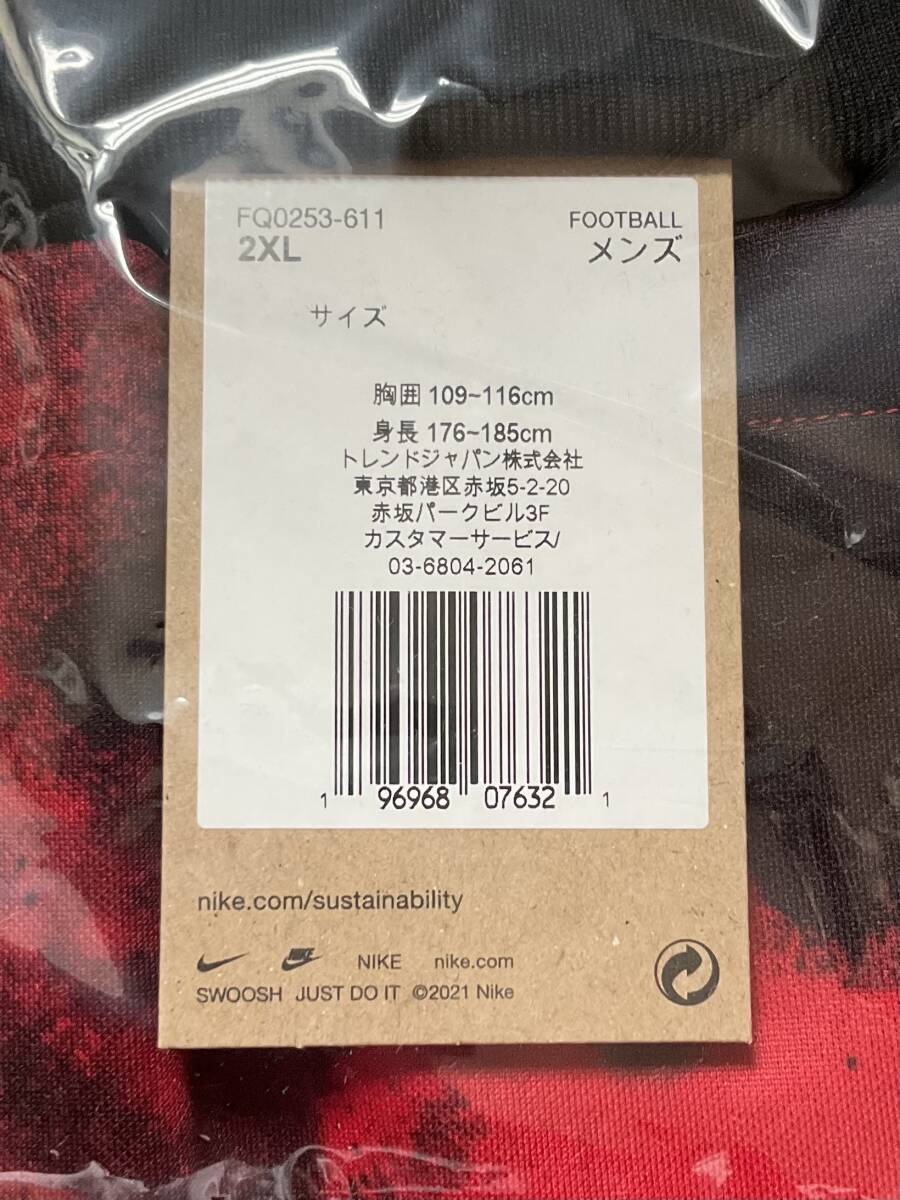 FQ0253-611
FOOTBALL
2XL
メンズ
サイズ
胸囲 109~116cm
身長 176~185cm
トレンドジャパン株式会社
東京都港区赤坂5-2-20
赤坂パークビル3F
カスタマーサービス/
03-6804-2061
1 96968 07632 1
nike.com/sustainability
NIKE nike.com
SWOOSH JUST DO IT ©2021 Nike